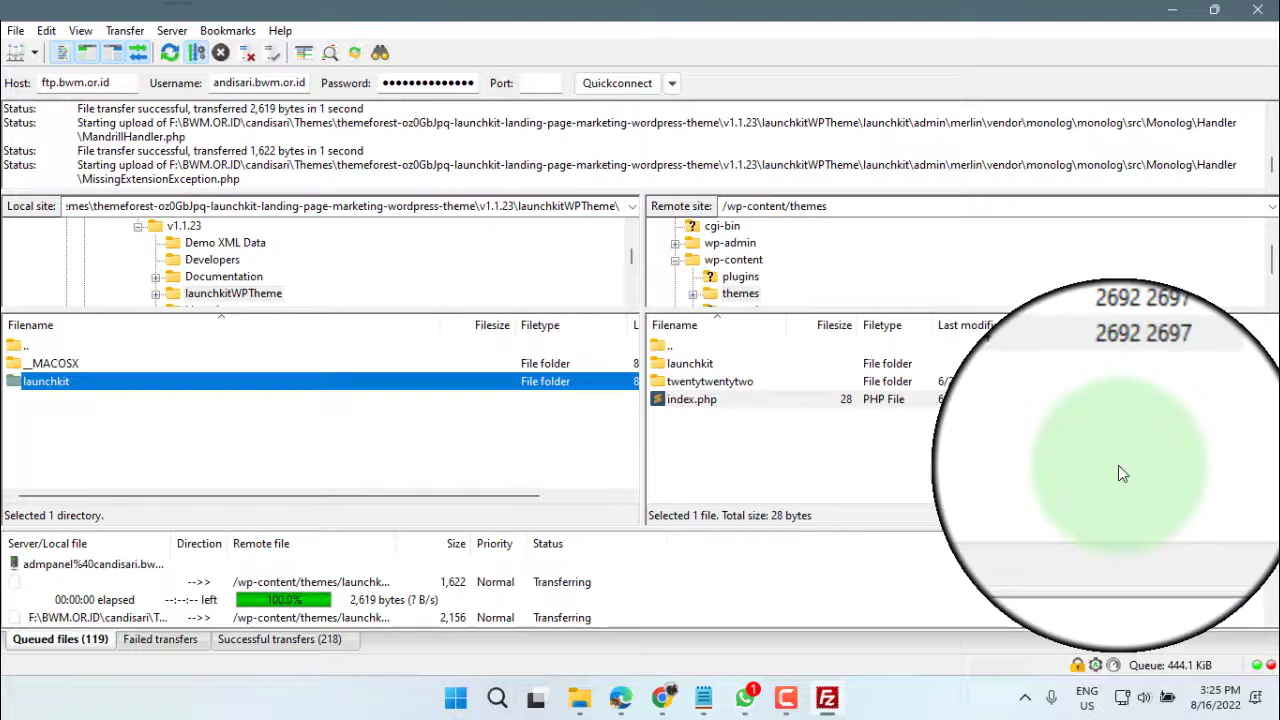 File Edit View Transfer Server Bookmarks Help
Host: ftp.bwm.or.id Username: andisari.bwm.or.id Password: ●●●●●●●●●●●●●● Port: Quickconnect
Status: File transfer successful, transferred 2,619 bytes in 1 second
Status: Starting upload of F:\BWM.OR.ID\candisari\Themes\themeforest-oz0GbJpq-launchkit-landing-page-marketing-wordpress-theme\v1.1.23\launchkitWPTheme\launchkit\admin\merlin\vendor\monolog\monolog\src\Monolog\Handler
\MandrillHandler.php
Status: File transfer successful, transferred 1,622 bytes in 1 second
Status: Starting upload of F:\BWM.OR.ID\candisari\Themes\themeforest-oz0GbJpq-launchkit-landing-page-marketing-wordpress-theme\v1.1.23\launchkitWPTheme\launchkit\admin\merlin\vendor\monolog\monolog\src\Monolog\Handler
\MissingExtensionException.php
Local site: :mes\themeforest-oz0GbJpq-launchkit-landing-page-marketing-wordpress-theme\v1.1.23\launchkitWPTheme\
v1.1.23
Demo XML Data
Developers
Documentation
launchkitWPTheme
Remote site: /wp-content/themes
cgi-bin
wp-admin
wp-content
plugins
themes
Filename Filesize Filetype L
..
__MACOSX File folder 8
launchkit File folder 8
Selected 1 directory.
Filename Filesize Filetype Last modifi
..
launchkit File folder
twentytwentytwo File folder 6/
index.php 28 PHP File 6
Selected 1 file. Total size: 28 bytes
2692 2697
2692 2697
Server/Local file Direction Remote file Size Priority Status
admpanel%40candisari.bw...
-->> /wp-content/themes/launchk... 1,622 Normal Transferring
00:00:00 elapsed --:--:-- left 100.0% 2,619 bytes (? B/s)
F:\BWM.OR.ID\candisari\T... -->> /wp-content/themes/launchk... 2,156 Normal Transferring
Queued files (119) Failed transfers Successful transfers (218)
Queue: 444.1 KiB
1
Fz
ENG
US
3:25 PM
8/16/2022